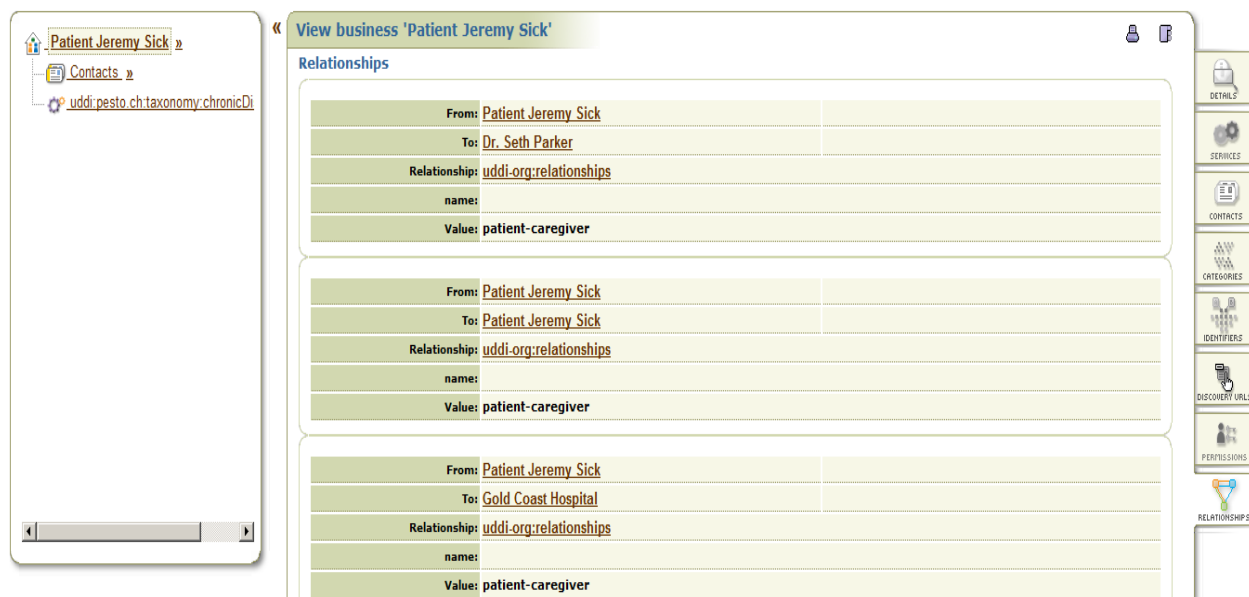 Patient Jeremy Sick »
Contacts »
uddi:pesto.ch:taxonomy:chronicDi
«
View business 'Patient Jeremy Sick'
Relationships
From: Patient Jeremy Sick
To: Dr. Seth Parker
Relationship: uddi-org:relationships
name:
Value: patient-caregiver
From: Patient Jeremy Sick
To: Patient Jeremy Sick
Relationship: uddi-org:relationships
name:
Value: patient-caregiver
From: Patient Jeremy Sick
To: Gold Coast Hospital
Relationship: uddi-org:relationships
name:
Value: patient-caregiver
DETAILS
SERVICES
CONTACTS
CATEGORIES
IDENTIFIERS
DISCOVERY URLS
PERMISSIONS
RELATIONSHIPS